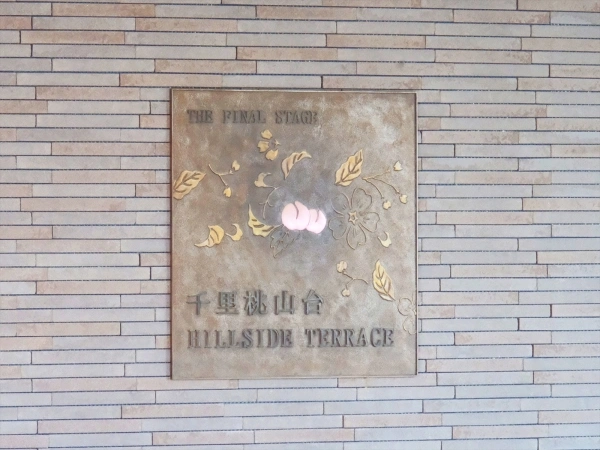 THE FINAL STAGE
千里桃山台
HILLSIDE TERRACE